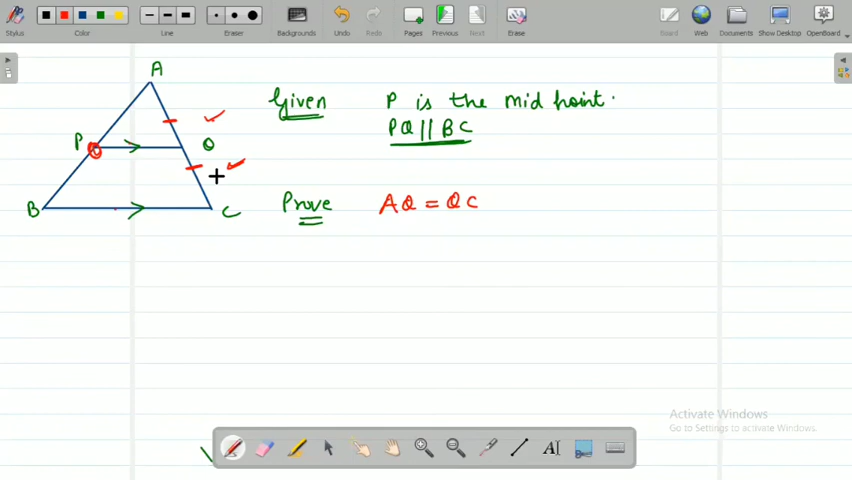 Stylus
Color
Line
Eraser
Backgrounds
Undo
Redo
Pages
Previous
Next
Erase
Board
Web
Documents
Show Desktop
OpenBoard
A
P
Q
B
C
Given P is the mid point.
PQ || BC
Prove AQ = QC
Activate Windows
Go to Settings to activate Windows.
A